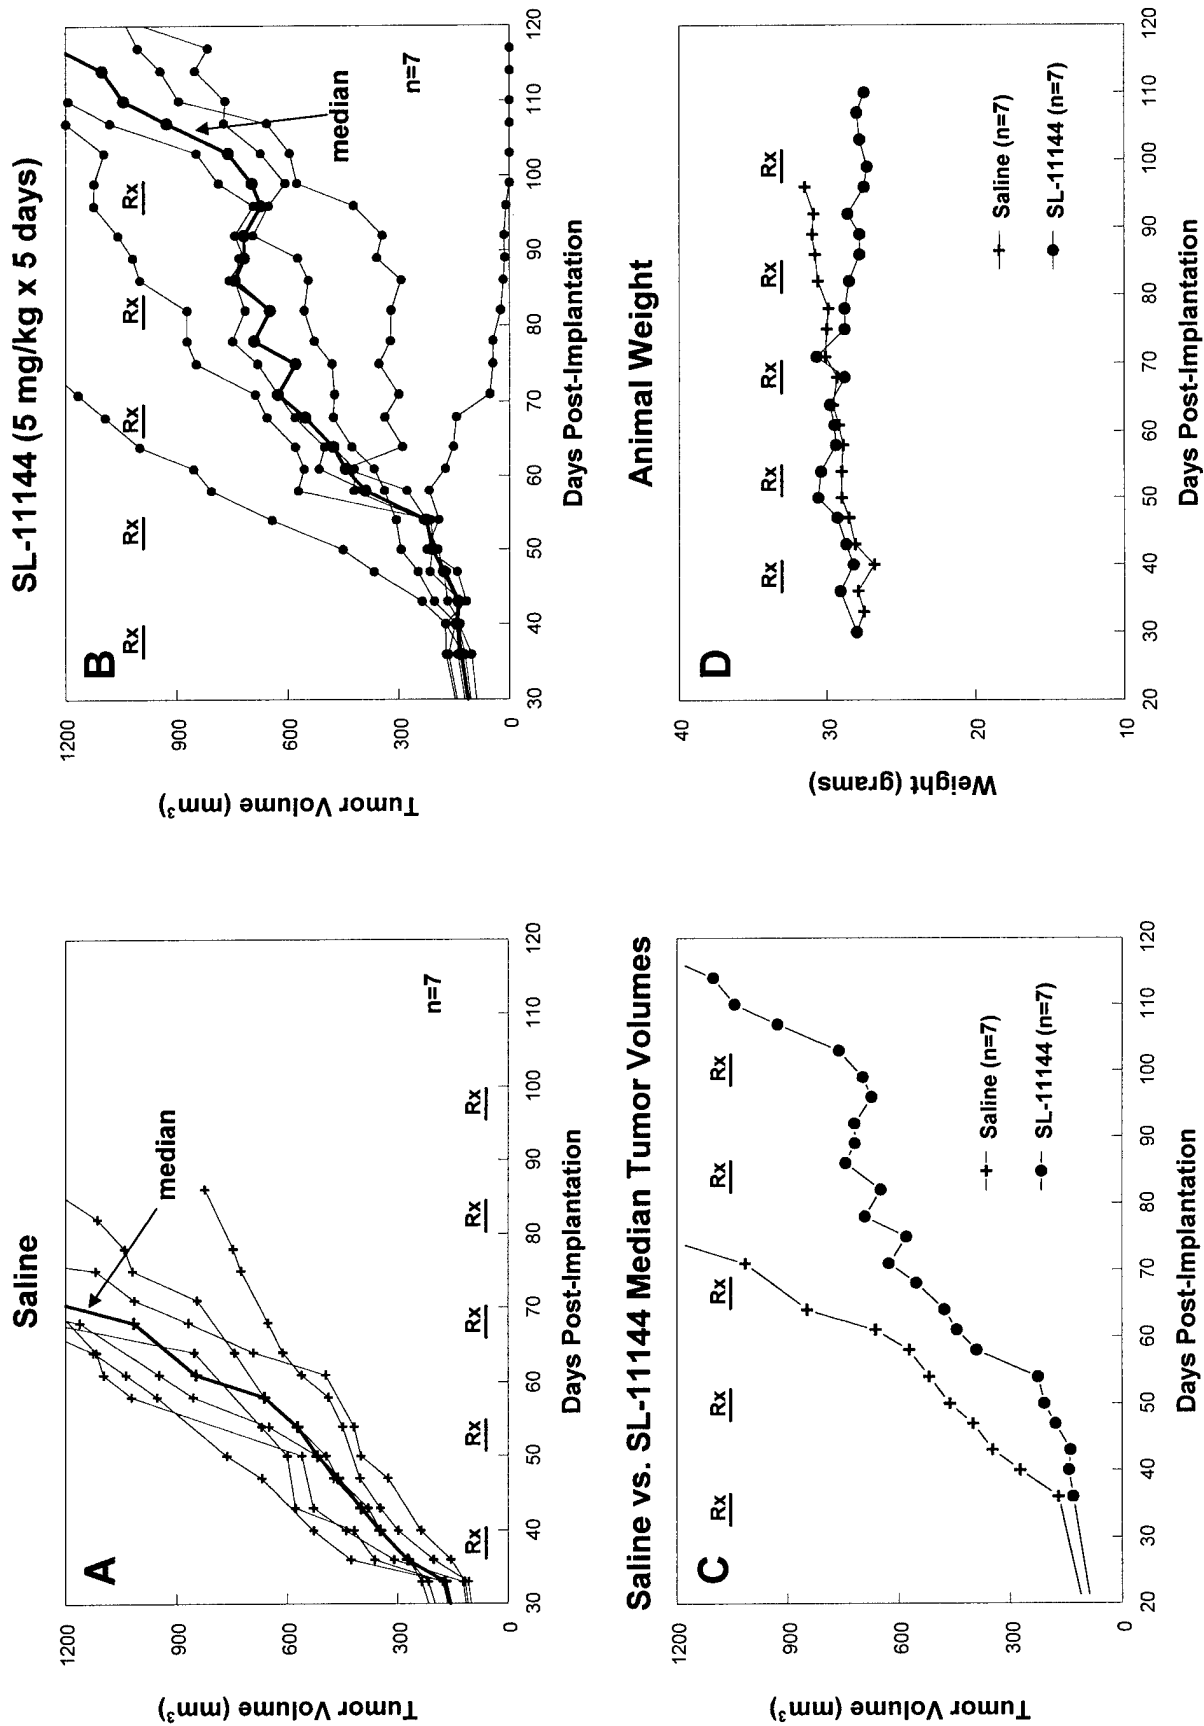 Saline
A
1200
900
600
300
0
Tumor Volume (mm³)
median
n=7
Rx Rx Rx Rx Rx
30 40 50 60 70 80 90 100 110 120
Days Post-Implantation
SL-11144 (5 mg/kg x 5 days)
B
1200
900
600
300
0
Tumor Volume (mm³)
Rx Rx Rx Rx Rx
median
n=7
30 40 50 60 70 80 90 100 110 120
Days Post-Implantation
Saline vs. SL-11144 Median Tumor Volumes
C
1200
900
600
300
0
Tumor Volume (mm³)
Rx Rx Rx Rx Rx
Saline (n=7)
SL-11144 (n=7)
20 30 40 50 60 70 80 90 100 110 120
Days Post-Implantation
Animal Weight
D
40
30
20
10
Weight (grams)
Rx Rx Rx Rx Rx
Saline (n=7)
SL-11144 (n=7)
20 30 40 50 60 70 80 90 100 110 120
Days Post-Implantation